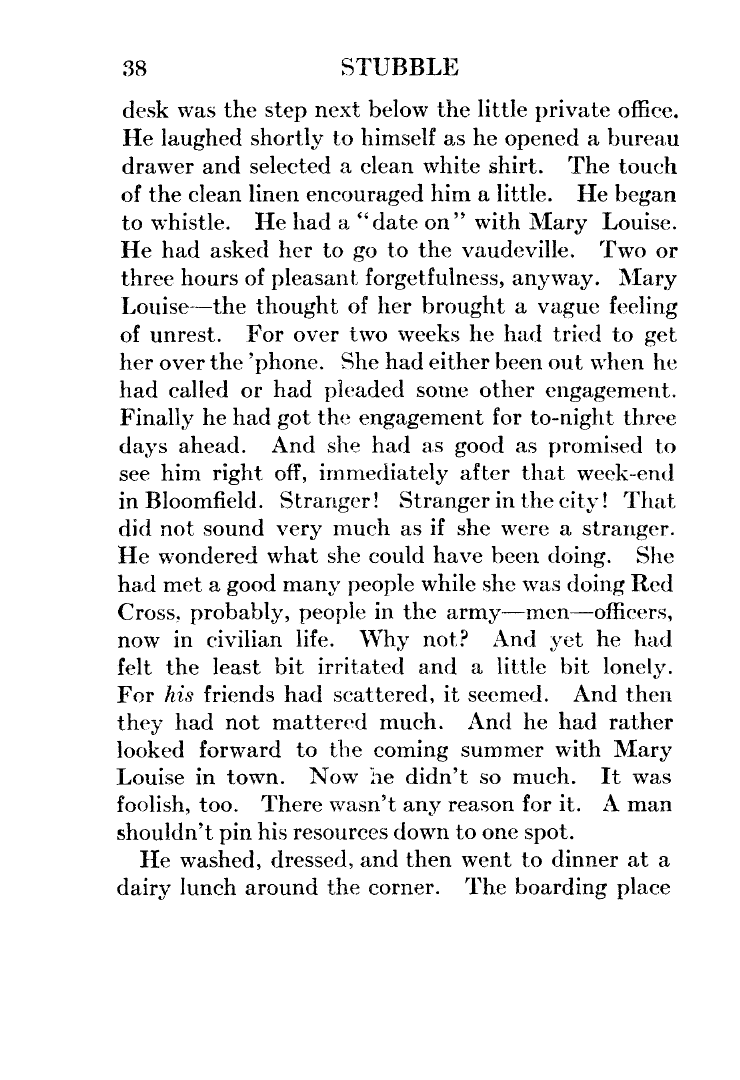 38 STUBBLE
desk was the step next below the little private office.
He laughed shortly to himself as he opened a bureau
drawer and selected a clean white shirt. The touch
of the clean linen encouraged him a little. He began
to whistle. He had a “date on” with Mary Louise.
He had asked her to go to the vaudeville. Two or
three hours of pleasant forgetfulness, anyway. Mary
Louise—the thought of her brought a vague feeling
of unrest. For over two weeks he had tried to get
her over the ’phone. She had either been out when he
had called or had pleaded some other engagement.
Finally he had got the engagement for to-night three
days ahead. And she had as good as promised to
see him right off, immediately after that week-end
in Bloomfield. Stranger! Stranger in the city! That
did not sound very much as if she were a stranger.
He wondered what she could have been doing. She
had met a good many people while she was doing Red
Cross, probably, people in the army—men—officers,
now in civilian life. Why not? And yet he had
felt the least bit irritated and a little bit lonely.
For his friends had scattered, it seemed. And then
they had not mattered much. And he had rather
looked forward to the coming summer with Mary
Louise in town. Now he didn’t so much. It was
foolish, too. There wasn’t any reason for it. A man
shouldn’t pin his resources down to one spot.
He washed, dressed, and then went to dinner at a
dairy lunch around the corner. The boarding place